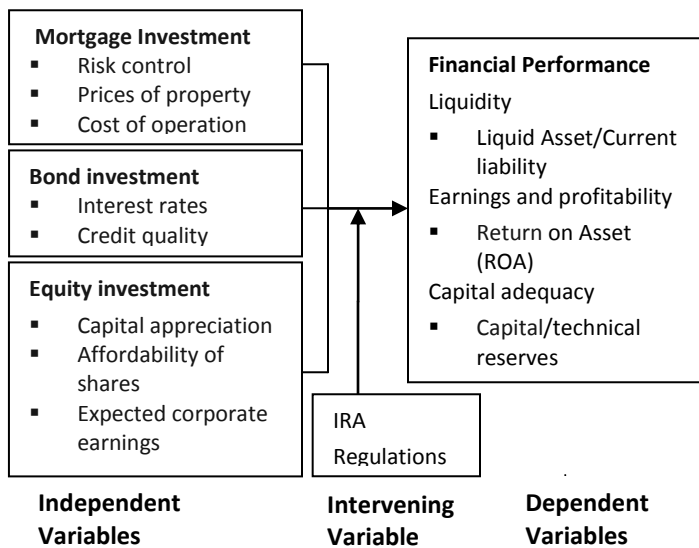 Mortgage Investment
▪ Risk control
▪ Prices of property
▪ Cost of operation
Bond investment
▪ Interest rates
▪ Credit quality
Equity investment
▪ Capital appreciation
▪ Affordability of
shares
▪ Expected corporate
earnings
Financial Performance
Liquidity
▪ Liquid Asset/Current
liability
Earnings and profitability
▪ Return on Asset
(ROA)
Capital adequacy
▪ Capital/technical
reserves
IRA
Regulations
.
Independent
Variables
Intervening
Variable
Dependent
Variables